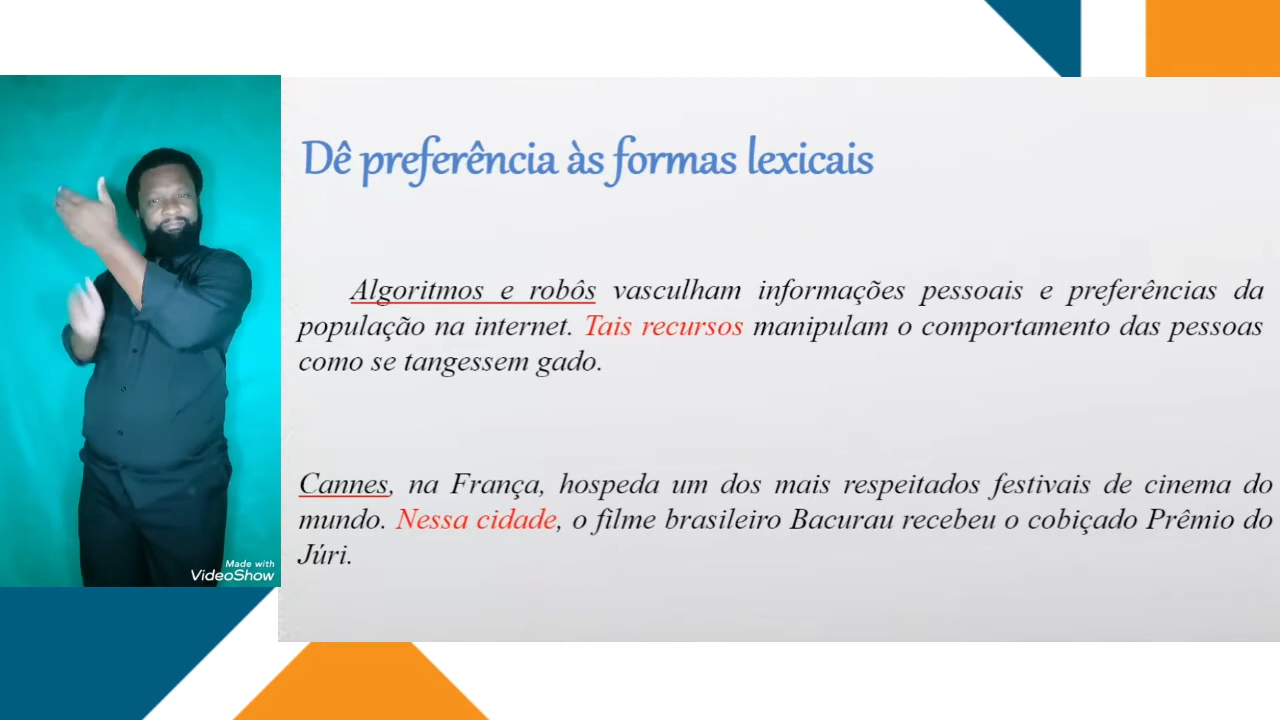 Dê preferência às formas lexicais
Algoritmos e robôs vasculham informações pessoais e preferências da
população na internet. Tais recursos manipulam o comportamento das pessoas
como se tangessem gado.
Cannes, na França, hospeda um dos mais respeitados festivais de cinema do
mundo. Nessa cidade, o filme brasileiro Bacurau recebeu o cobiçado Prêmio do
Júri.
Made with
VideoShow